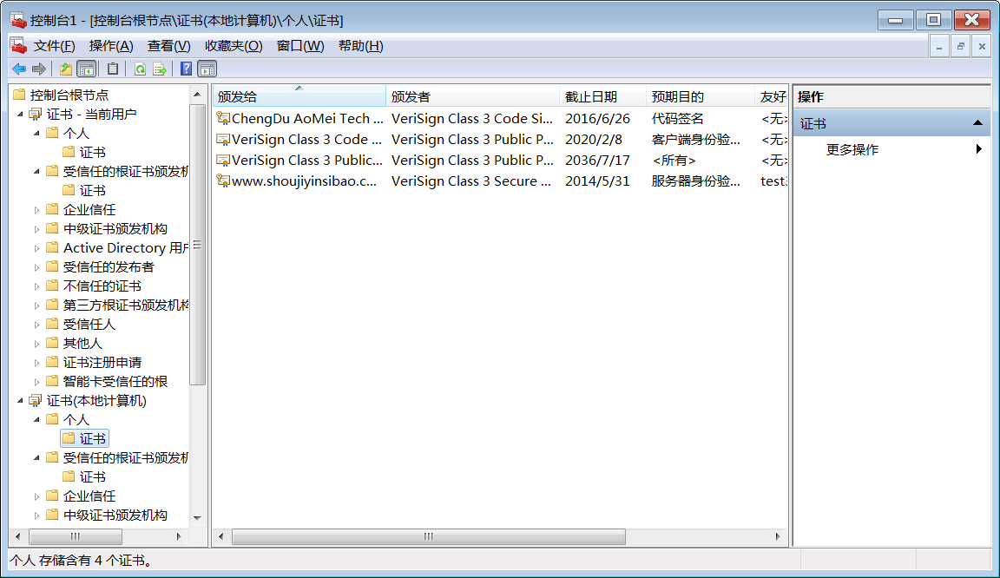 控制台1 - [控制台根节点\证书(本地计算机)\个人\证书]
文件(F) 操作(A) 查看(V) 收藏夹(O) 窗口(W) 帮助(H)
控制台根节点
证书 - 当前用户
个人
证书
受信任的根证书颁发机
证书
企业信任
中级证书颁发机构
Active Directory 用户
受信任的发布者
不信任的证书
第三方根证书颁发机构
受信任人
其他人
证书注册申请
智能卡受信任的根
证书(本地计算机)
个人
证书
受信任的根证书颁发机
证书
企业信任
中级证书颁发机构
颁发给 颁发者 截止日期 预期目的 友好
ChengDu AoMei Tech ... VeriSign Class 3 Code Si... 2016/6/26 代码签名 <无>
VeriSign Class 3 Code ... VeriSign Class 3 Public P... 2020/2/8 客户端身份验... <无>
VeriSign Class 3 Public... VeriSign Class 3 Public P... 2036/7/17 <所有> <无>
www.shoujiyinsibao.c... VeriSign Class 3 Secure ... 2014/5/31 服务器身份验... test
操作
证书
更多操作
个人 存储含有 4 个证书。